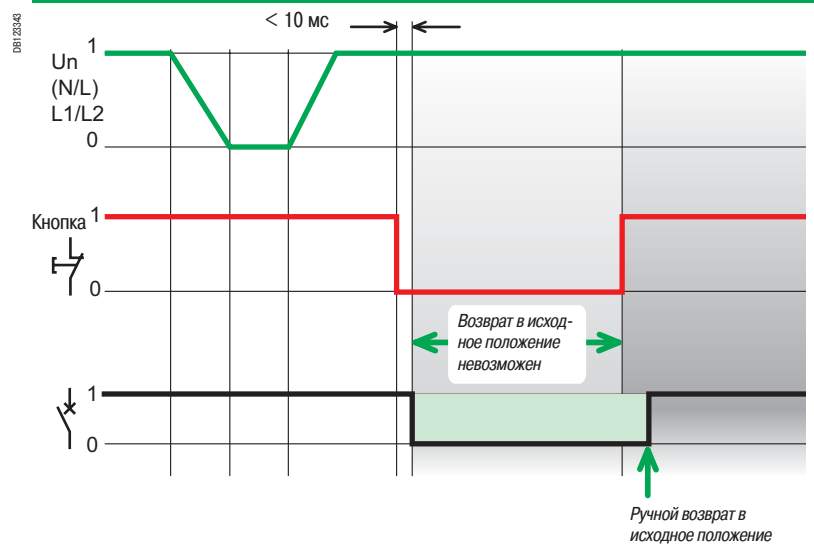 DB123343
< 10 мс
Un
(N/L)
L1/L2
1
0
Кнопка
1
0
Возврат в исход-
ное положение
невозможен
1
0
Ручной возврат в
исходное положение